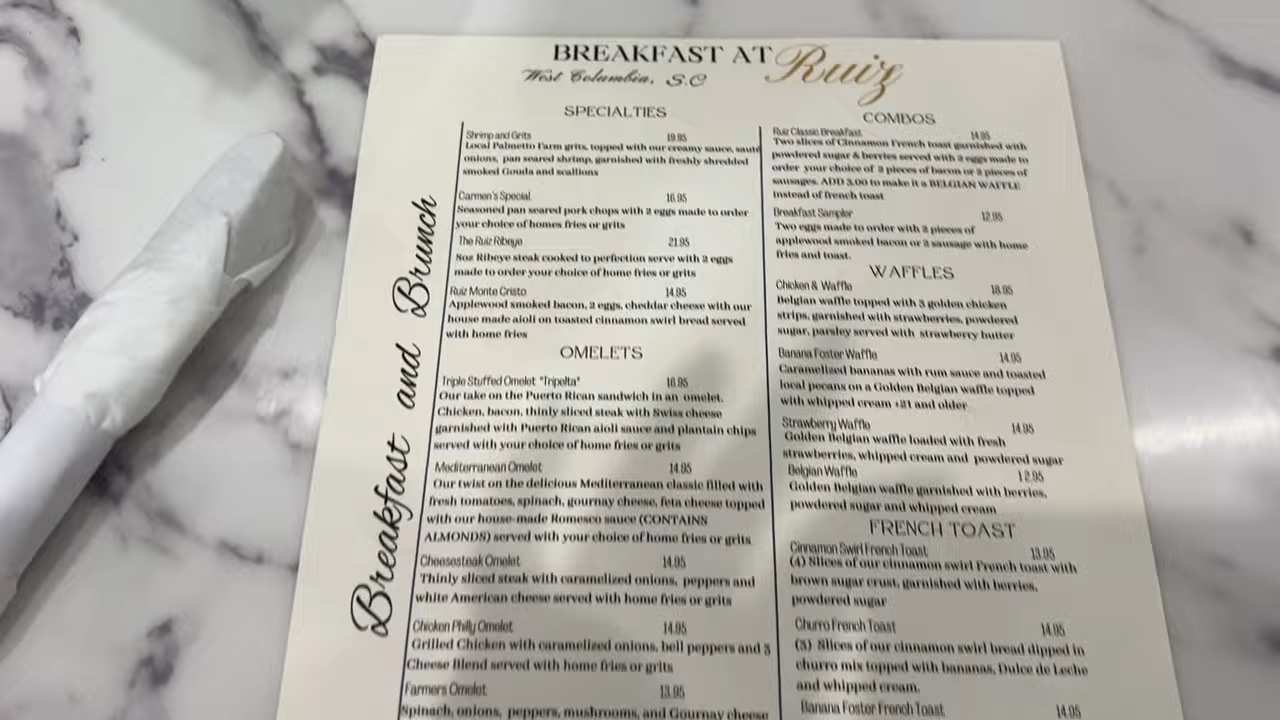 BREAKFAST AT Ruiz
West Columbia, S.C
Breakfast and Brunch
SPECIALTIES
Shrimp and Grits 19.95
Local Palmetto Farm grits, topped with our creamy sauce, sauté
onions, pan seared shrimp, garnished with freshly shredded
smoked Gouda and scallions
Carmen's Special 16.95
Seasoned pan seared pork chops with 2 eggs made to order
your choice of homes fries or grits
The Ruiz Ribeye 21.95
8oz Ribeye steak cooked to perfection serve with 2 eggs
made to order your choice of home fries or grits
Ruiz Monte Cristo 14.95
Applewood smoked bacon, 2 eggs, cheddar cheese with our
house made aioli on toasted cinnamon swirl bread served
with home fries
OMELETS
Triple Stuffed Omelet "Tripelta" 16.95
Our take on the Puerto Rican sandwich in an omelet.
Chicken, bacon, thinly sliced steak with Swiss cheese
garnished with Puerto Rican aioli sauce and plantain chips
served with your choice of home fries or grits
Mediterranean Omelet 14.95
Our twist on the delicious Mediterranean classic filled with
fresh tomatoes, spinach, gournay cheese, feta cheese topped
with our house-made Romesco sauce (CONTAINS
ALMONDS) served with your choice of home fries or grits
Cheesesteak Omelet 14.95
Thinly sliced steak with caramelized onions, peppers and
white American cheese served with home fries or grits
Chicken Philly Omelet 14.95
Grilled Chicken with caramelized onions, bell peppers and 3
Cheese Blend served with home fries or grits
Farmers Omelet 13.95
Spinach, onions, peppers, mushrooms, and Gournay cheese
COMBOS
Ruiz Classic Breakfast 14.95
Two slices of Cinnamon French toast garnished with
powdered sugar & berries served with 2 eggs made to
order your choice of 2 pieces of bacon or 2 pieces of
sausages. ADD 3.00 to make it a BELGIAN WAFFLE
instead of french toast
Breakfast Sampler 12.95
Two eggs made to order with 2 pieces of
applewood smoked bacon or 2 sausage with home
fries and toast.
WAFFLES
Chicken & Waffle 18.95
Belgian waffle topped with 3 golden chicken
strips, garnished with strawberries, powdered
sugar, parsley served with strawberry butter
Banana Foster Waffle 14.95
Caramelized bananas with rum sauce and toasted
local pecans on a Golden Belgian waffle topped
with whipped cream +21 and older
Strawberry Waffle 14.95
Golden Belgian waffle loaded with fresh
strawberries, whipped cream and powdered sugar
Belgian Waffle 12.95
Golden Belgian waffle garnished with berries,
powdered sugar and whipped cream
FRENCH TOAST
Cinnamon Swirl French Toast 13.95
(4) Slices of our cinnamon swirl French toast with
brown sugar crust, garnished with berries,
powdered sugar
Churro French Toast 14.95
(3) Slices of our cinnamon swirl bread dipped in
churro mix topped with bananas, Dulce de Leche
and whipped cream.
Banana Foster French Toast 14.95